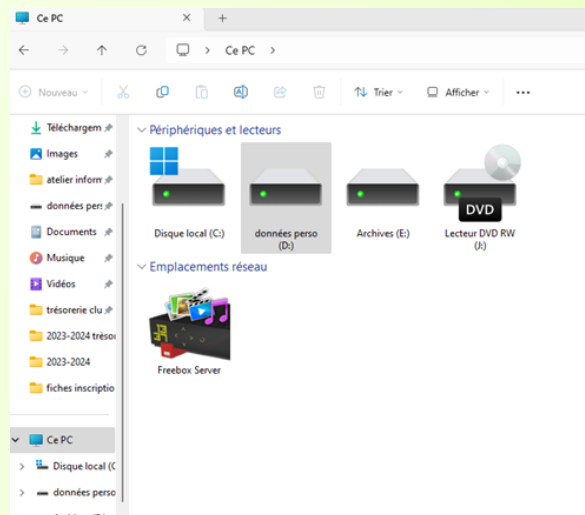 Ce PC
Ce PC
Nouveau
Trier
Afficher
Téléchargem
Images
atelier inform
données pers
Documents
Musique
Vidéos
trésorerie clu
2023-2024 trésor
2023-2024
fiches inscriptio
Ce PC
Disque local (C
données perso
Périphériques et lecteurs
Disque local (C:)
données perso
(D:)
Archives (E:)
DVD
Lecteur DVD RW
(J:)
Emplacements réseau
Freebox Server